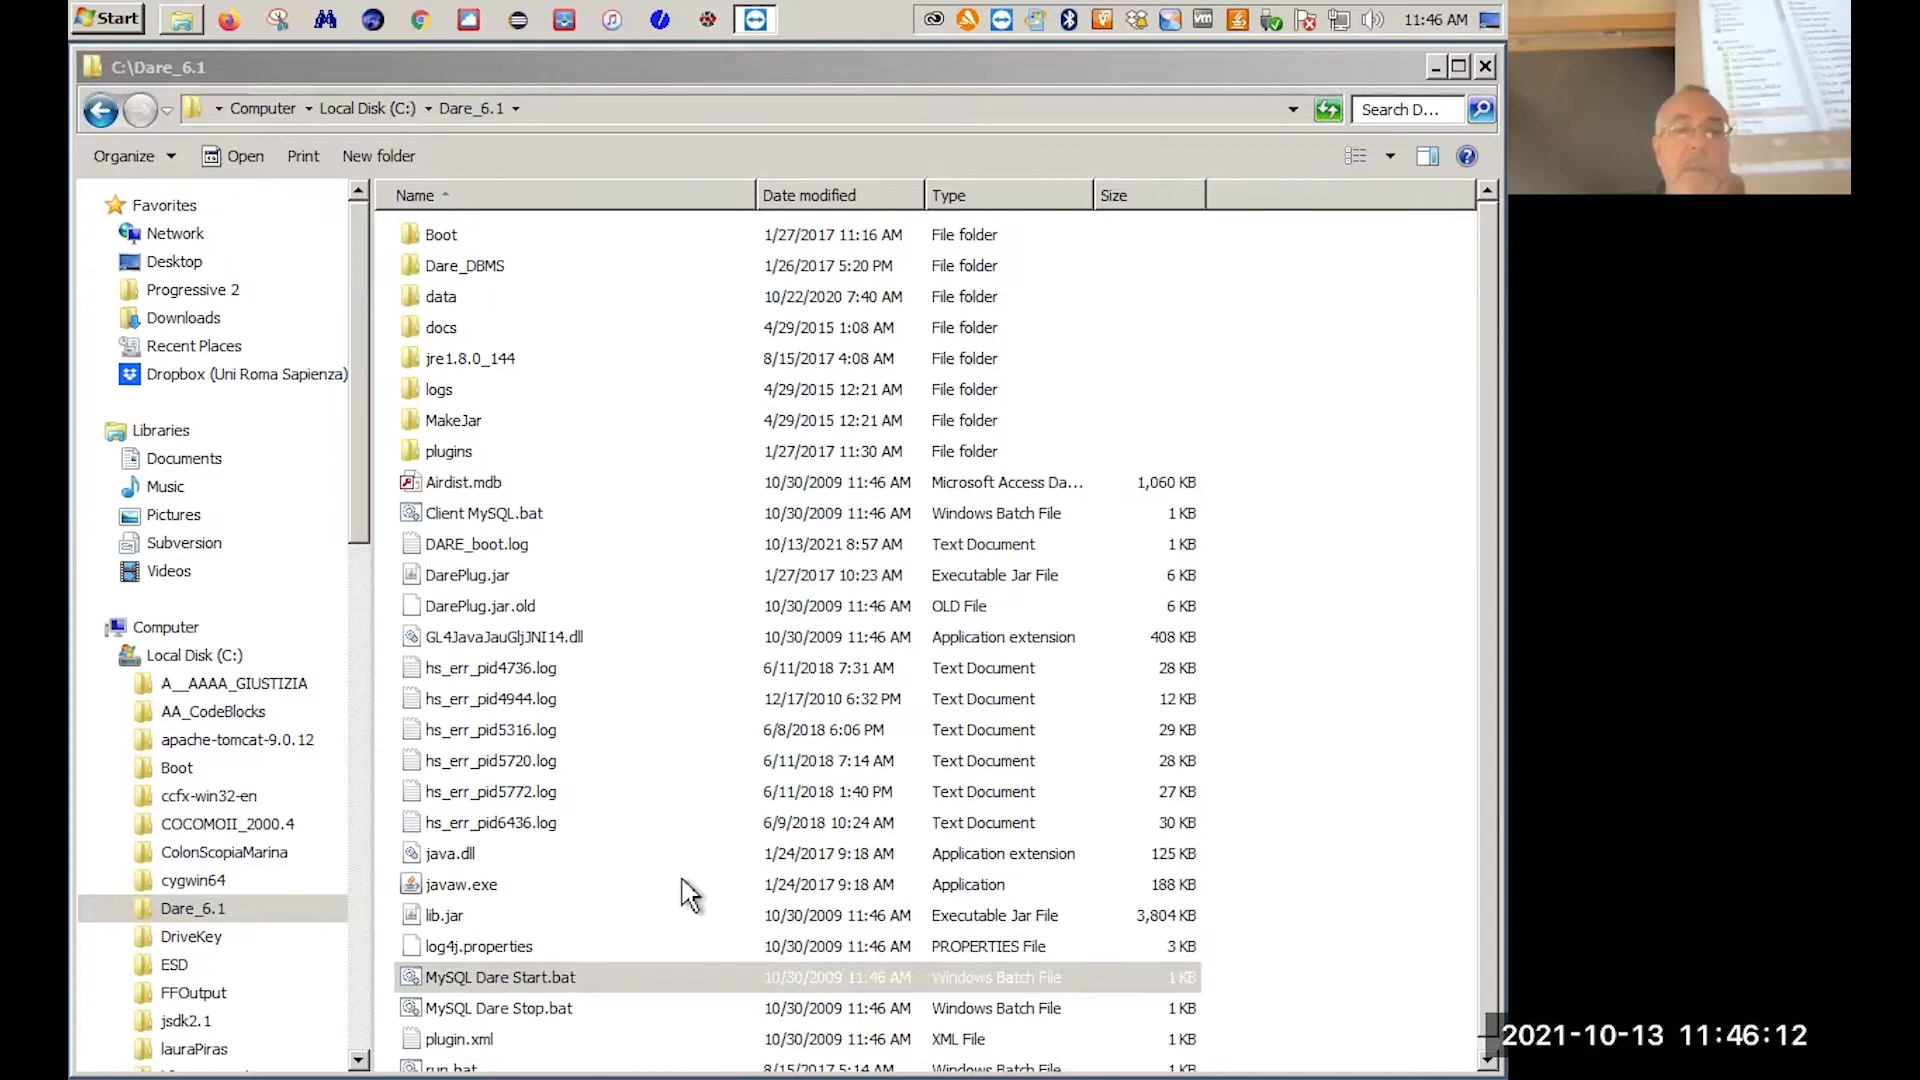 Start
11:46 AM
C:\Dare_6.1
Computer
Local Disk (C:)
Dare_6.1
Search D...
Organize
Open
Print
New folder
Favorites
Network
Desktop
Progressive 2
Downloads
Recent Places
Dropbox (Uni Roma Sapienza)
Libraries
Documents
Music
Pictures
Subversion
Videos
Computer
Local Disk (C:)
A__AAAA_GIUSTIZIA
AA_CodeBlocks
apache-tomcat-9.0.12
Boot
ccfx-win32-en
COCOMOII_2000.4
ColonScopiaMarina
cygwin64
Dare_6.1
DriveKey
ESD
FFOutput
jsdk2.1
lauraPiras
Name Date modified Type Size
Boot 1/27/2017 11:16 AM File folder
Dare_DBMS 1/26/2017 5:20 PM File folder
data 10/22/2020 7:40 AM File folder
docs 4/29/2015 1:08 AM File folder
jre1.8.0_144 8/15/2017 4:08 AM File folder
logs 4/29/2015 12:21 AM File folder
MakeJar 4/29/2015 12:21 AM File folder
plugins 1/27/2017 11:30 AM File folder
Airdist.mdb 10/30/2009 11:46 AM Microsoft Access Da... 1,060 KB
Client MySQL.bat 10/30/2009 11:46 AM Windows Batch File 1 KB
DARE_boot.log 10/13/2021 8:57 AM Text Document 1 KB
DarePlug.jar 1/27/2017 10:23 AM Executable Jar File 6 KB
DarePlug.jar.old 10/30/2009 11:46 AM OLD File 6 KB
GL4JavaJauGljJNI14.dll 10/30/2009 11:46 AM Application extension 408 KB
hs_err_pid4736.log 6/11/2018 7:31 AM Text Document 28 KB
hs_err_pid4944.log 12/17/2010 6:32 PM Text Document 12 KB
hs_err_pid5316.log 6/8/2018 6:06 PM Text Document 29 KB
hs_err_pid5720.log 6/11/2018 7:14 AM Text Document 28 KB
hs_err_pid5772.log 6/11/2018 1:40 PM Text Document 27 KB
hs_err_pid6436.log 6/9/2018 10:24 AM Text Document 30 KB
java.dll 1/24/2017 9:18 AM Application extension 125 KB
javaw.exe 1/24/2017 9:18 AM Application 188 KB
lib.jar 10/30/2009 11:46 AM Executable Jar File 3,804 KB
log4j.properties 10/30/2009 11:46 AM PROPERTIES File 3 KB
MySQL Dare Start.bat 10/30/2009 11:46 AM Windows Batch File 1 KB
MySQL Dare Stop.bat 10/30/2009 11:46 AM Windows Batch File 1 KB
plugin.xml 10/30/2009 11:46 AM XML File 1 KB
run.bat 8/15/2017 5:14 AM Windows Batch File 1 KB
2021-10-13 11:46:12